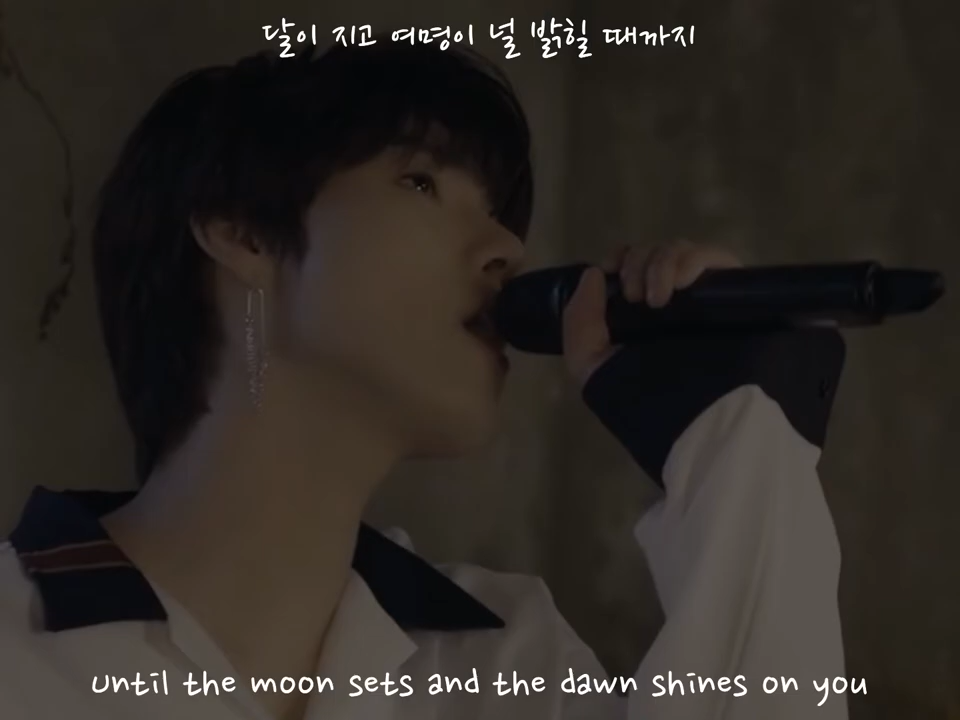 달이 지고 여명이 널 밝힐 때까지
until the moon sets and the dawn shines on you